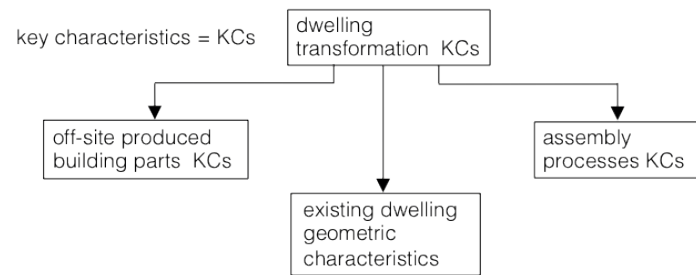 key characteristics = KCs
dwelling
transformation KCs
off-site produced
building parts KCs
existing dwelling
geometric
characteristics
assembly
processes KCs